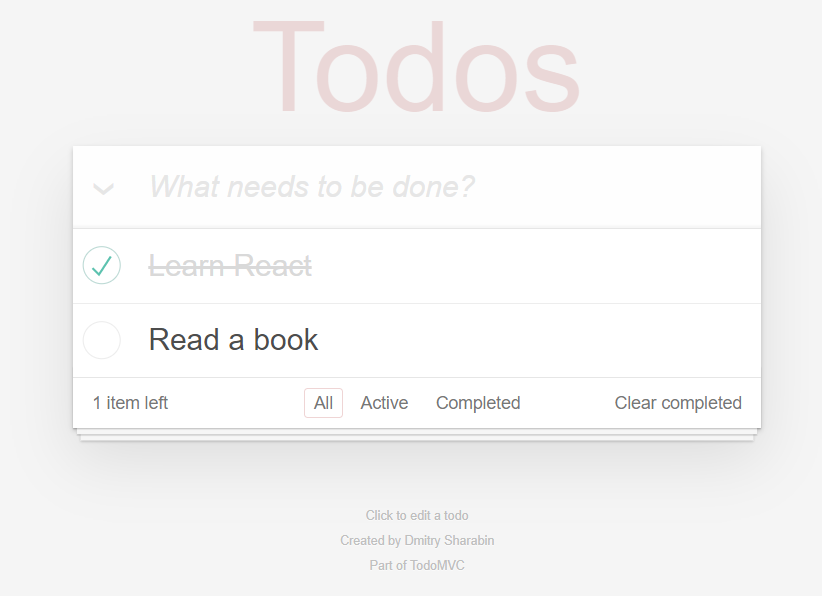 Todos
What needs to be done?
Learn React
Read a book
1 item left All Active Completed Clear completed
Click to edit a todo
Created by Dmitry Sharabin
Part of TodoMVC